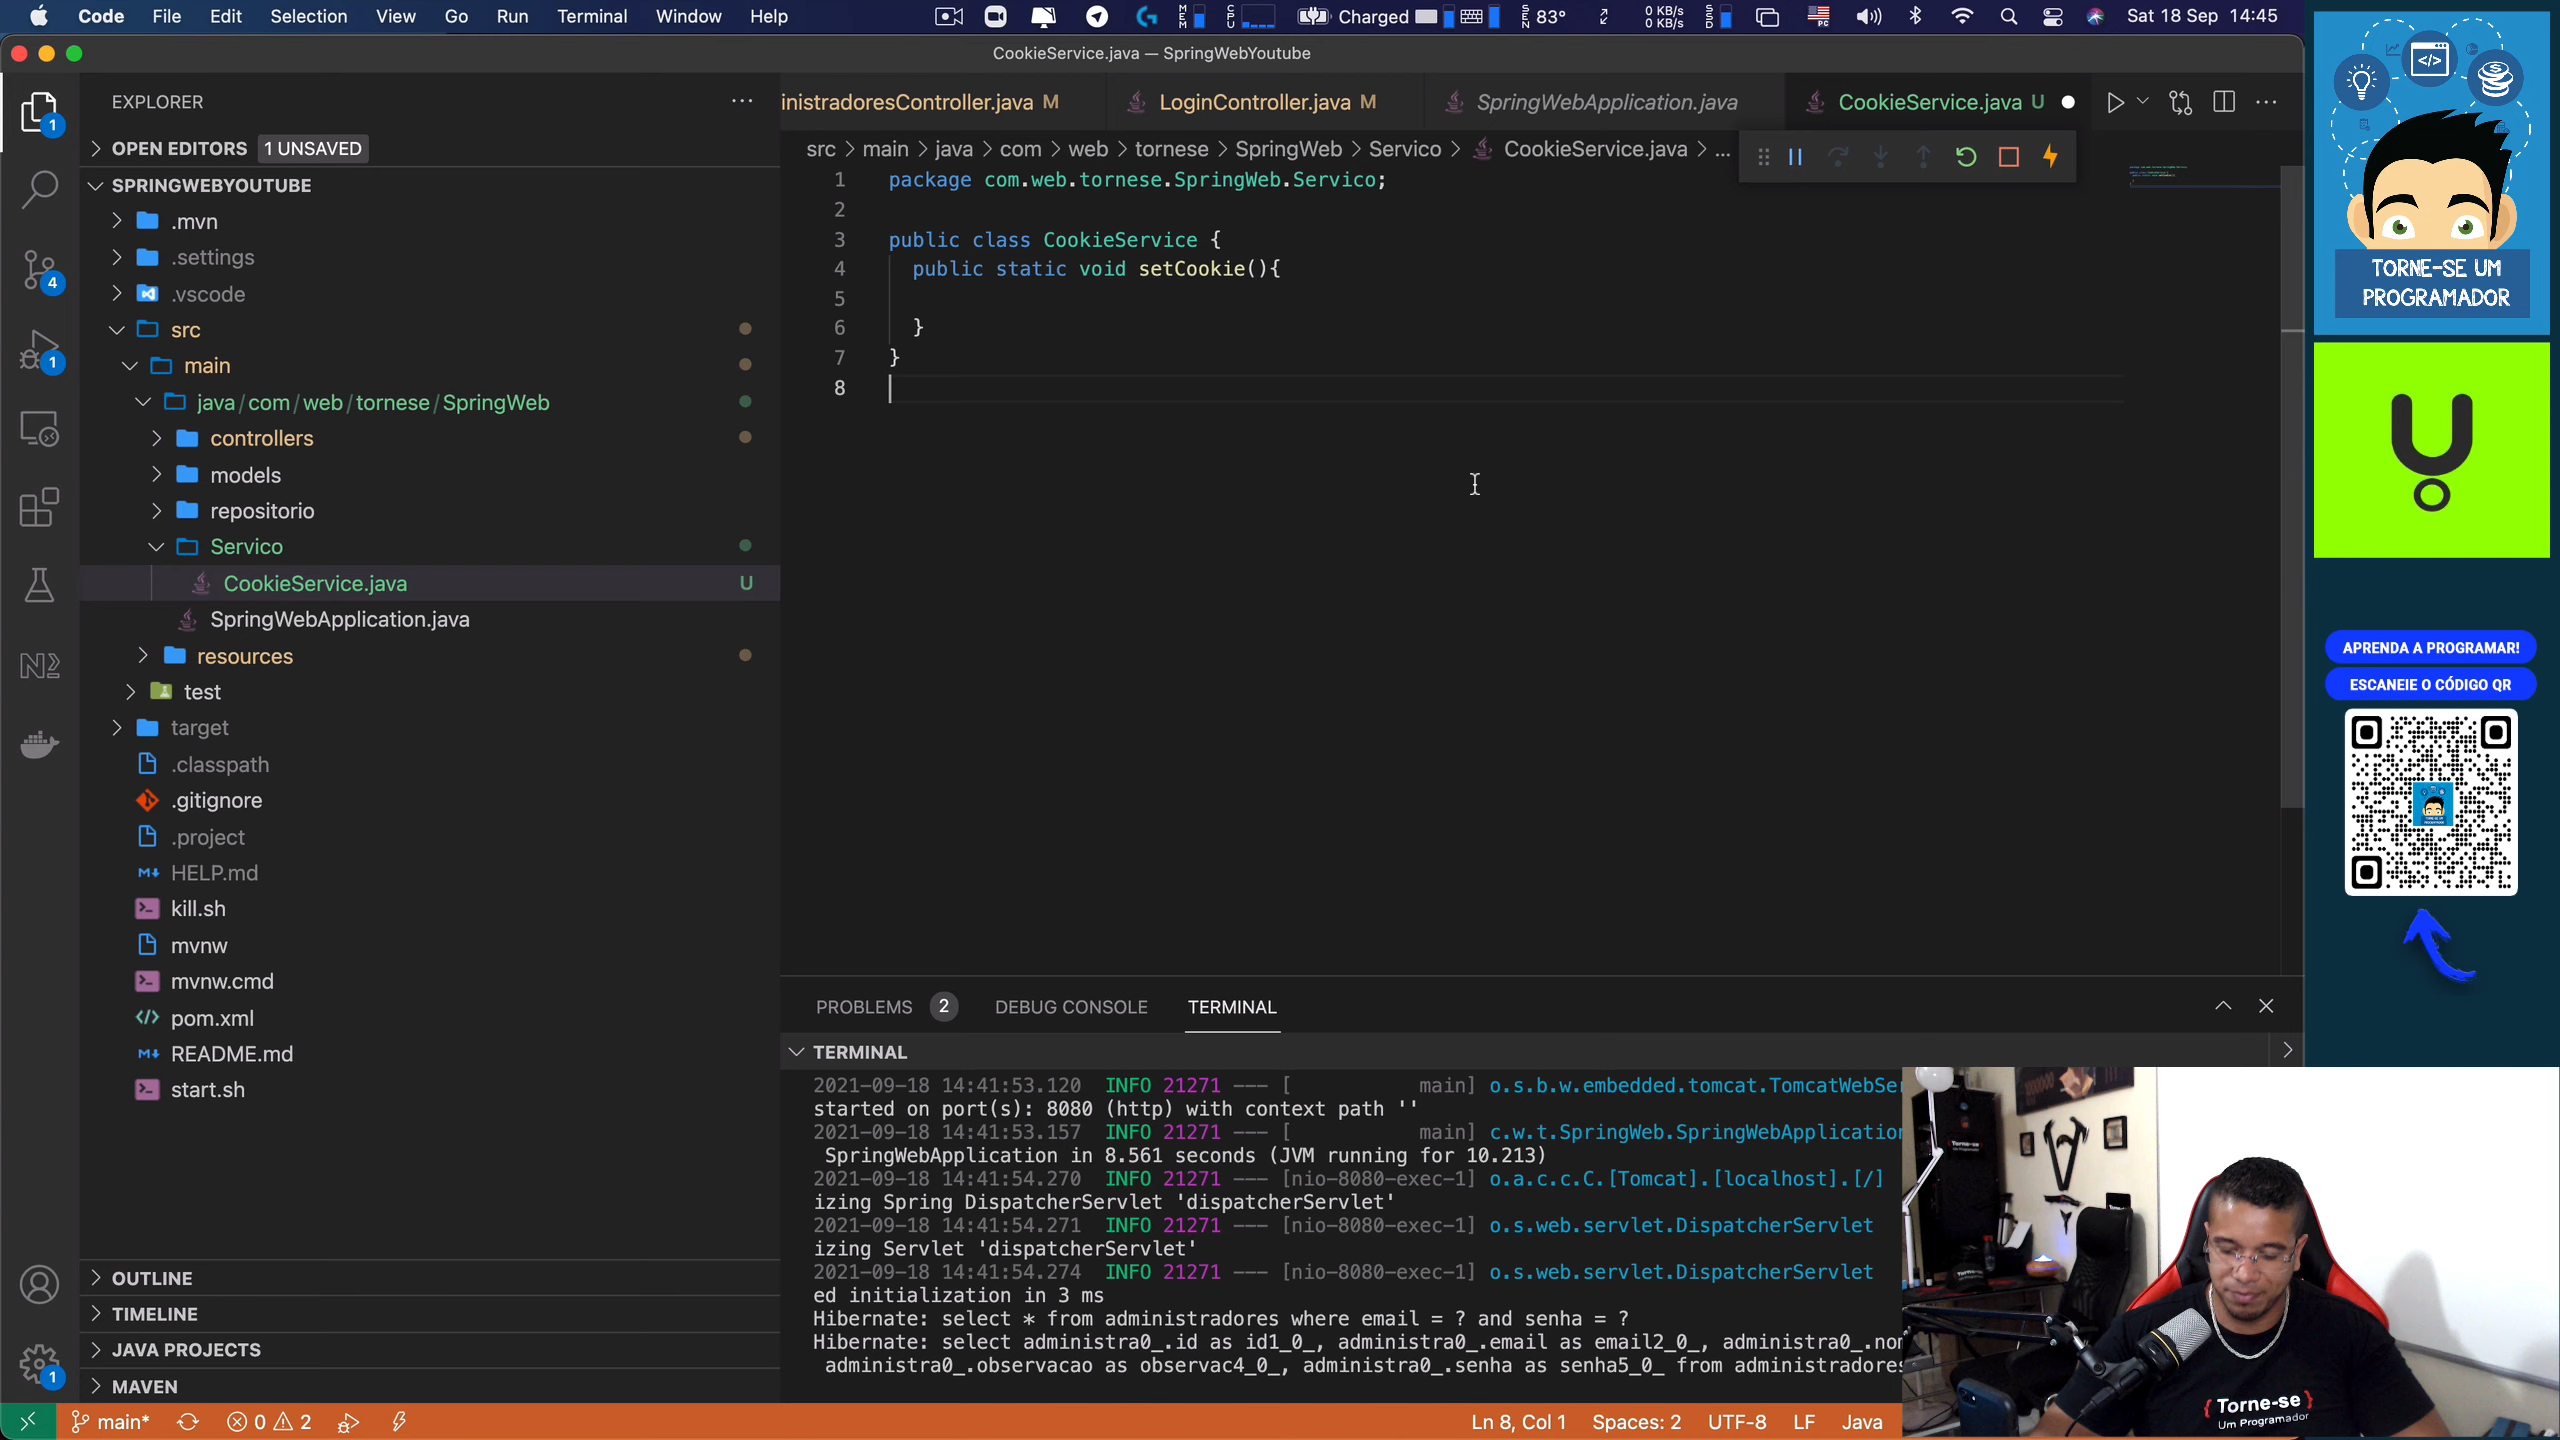 Code File Edit Selection View Go Run Terminal Window Help
MEM CPU Charged SEN 83° 0 KB/s 0 KB/s SSD PC Sat 18 Sep 14:45
CookieService.java — SpringWebYoutube
EXPLORER
inistradoresController.java M LoginController.java M SpringWebApplication.java CookieService.java U
OPEN EDITORS 1 UNSAVED
src > main > java > com > web > tornese > SpringWeb > Servico > CookieService.java > ...
SPRINGWEBYOUTUBE
.mvn
.settings
.vscode
src
main
java/com/web/tornese/SpringWeb
controllers
models
repositorio
Servico
CookieService.java U
SpringWebApplication.java
resources
test
target
.classpath
.gitignore
.project
HELP.md
kill.sh
mvnw
mvnw.cmd
pom.xml
README.md
start.sh
OUTLINE
TIMELINE
JAVA PROJECTS
MAVEN
1 package com.web.tornese.SpringWeb.Servico;
2
3 public class CookieService {
4 public static void setCookie(){
5
6 }
7 }
8
PROBLEMS 2 DEBUG CONSOLE TERMINAL
TERMINAL
2021-09-18 14:41:53.120 INFO 21271 --- [ main] o.s.b.w.embedded.tomcat.TomcatWebSer
started on port(s): 8080 (http) with context path ''
2021-09-18 14:41:53.157 INFO 21271 --- [ main] c.w.t.SpringWeb.SpringWebApplication
SpringWebApplication in 8.561 seconds (JVM running for 10.213)
2021-09-18 14:41:54.270 INFO 21271 --- [nio-8080-exec-1] o.a.c.c.C.[Tomcat].[localhost].[/]
izing Spring DispatcherServlet 'dispatcherServlet'
2021-09-18 14:41:54.271 INFO 21271 --- [nio-8080-exec-1] o.s.web.servlet.DispatcherServlet
izing Servlet 'dispatcherServlet'
2021-09-18 14:41:54.274 INFO 21271 --- [nio-8080-exec-1] o.s.web.servlet.DispatcherServlet
ed initialization in 3 ms
Hibernate: select * from administradores where email = ? and senha = ?
Hibernate: select administra0_.id as id1_0_, administra0_.email as email2_0_, administra0_.nom
administra0_.observacao as observac4_0_, administra0_.senha as senha5_0_ from administradores
main* 0 2 Ln 8, Col 1 Spaces: 2 UTF-8 LF Java
TORNE-SE UM
PROGRAMADOR
APRENDA A PROGRAMAR!
ESCANEIE O CÓDIGO QR
{ Torne-se }
Um Programador